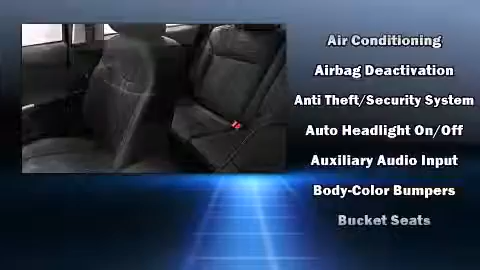 Air Conditioning
Airbag Deactivation
Anti Theft/Security System
Auto Headlight On/Off
Auxiliary Audio Input
Body-Color Bumpers
Bucket Seats